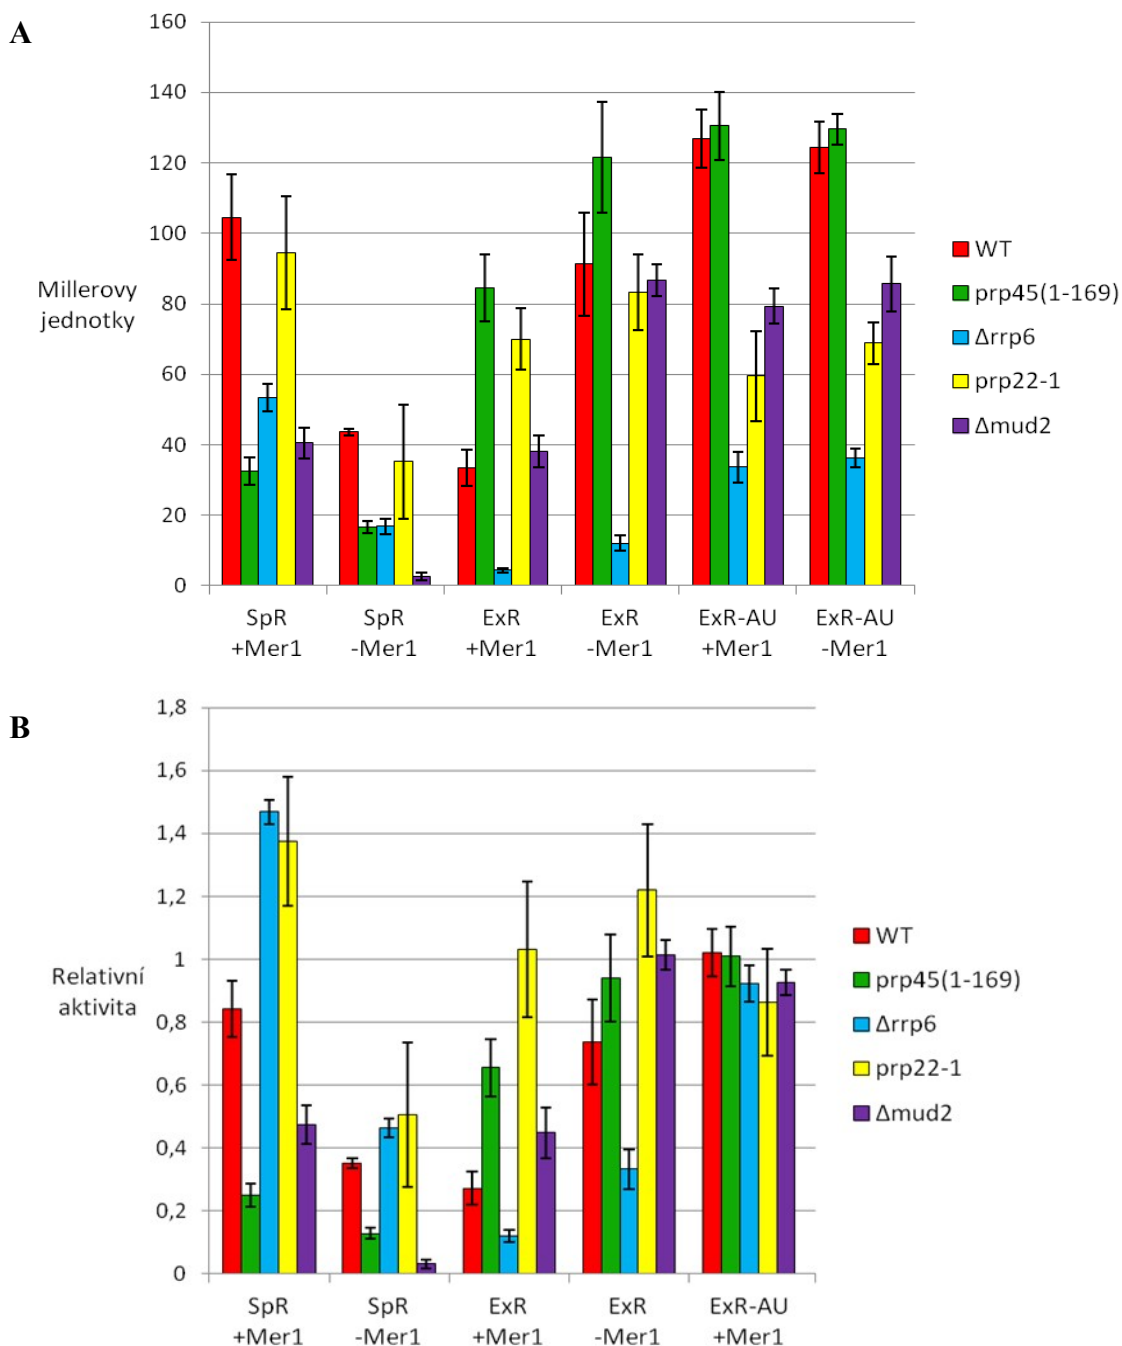 A
160
140
120
100
80
60
40
20
0
Millerovy
jednotky
SpR
+Mer1
SpR
-Mer1
ExR
+Mer1
ExR
-Mer1
ExR-AU
+Mer1
ExR-AU
-Mer1
WT
prp45(1-169)
Δrrp6
prp22-1
Δmud2
B
1,8
1,6
1,4
1,2
1
0,8
0,6
0,4
0,2
0
Relativní
aktivita
SpR
+Mer1
SpR
-Mer1
ExR
+Mer1
ExR
-Mer1
ExR-AU
+Mer1
WT
prp45(1-169)
Δrrp6
prp22-1
Δmud2